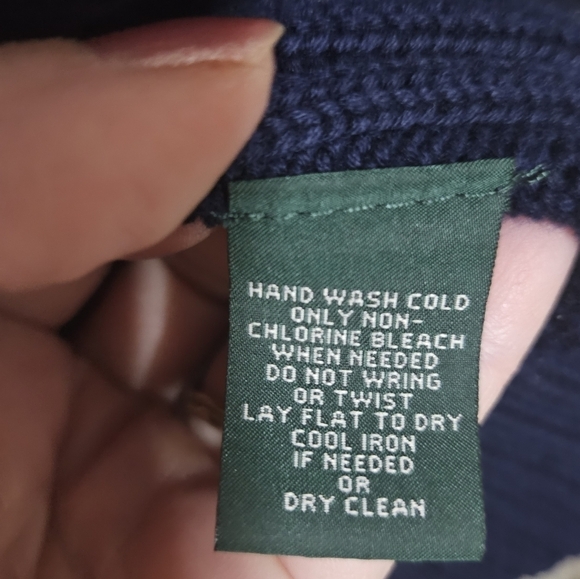 HAND WASH COLD
ONLY NON-
CHLORINE BLEACH
WHEN NEEDED
DO NOT WRING
OR TWIST
LAY FLAT TO DRY
COOL IRON
IF NEEDED
OR
DRY CLEAN